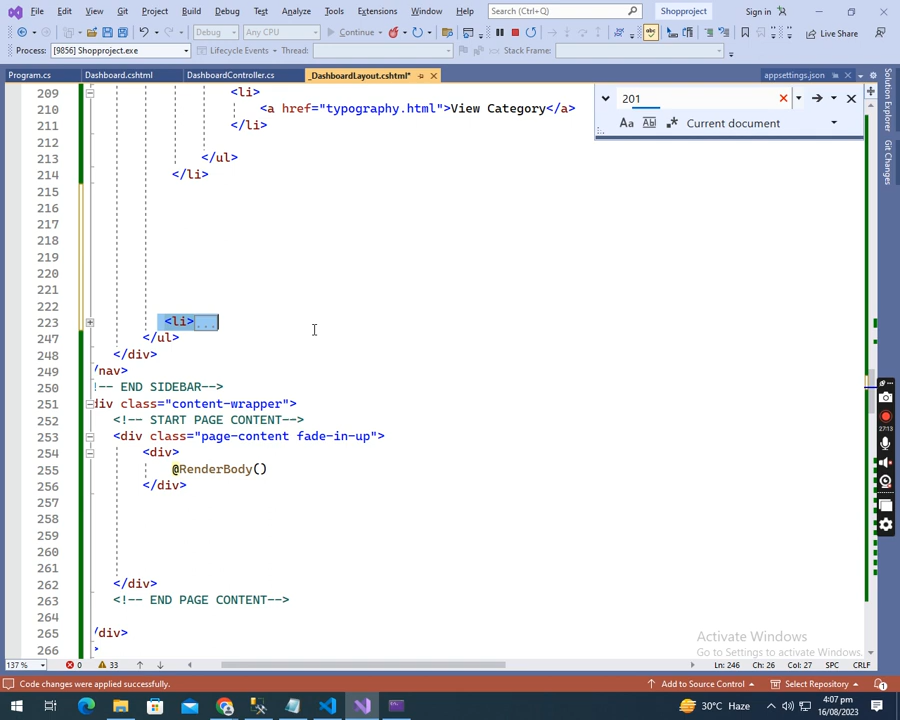 File Edit View Git Project Build Debug Test Analyze Tools Extensions Window Help Search (Ctrl+Q) Shopproject Sign in
Debug Any CPU Continue Live Share
Process: [9856] Shopproject.exe Lifecycle Events Thread: Stack Frame:
Program.cs Dashboard.cshtml DashboardController.cs _DashboardLayout.cshtml* appsettings.json
209 <li>
210 <a href="typography.html">View Category</a>
211 </li>
212
213 </ul>
214 </li>
215
216
217
218
219
220
221
222
223 <li>...
247 </ul>
248 </div>
249 /nav>
250 !-- END SIDEBAR-->
251 div class="content-wrapper">
252 <!-- START PAGE CONTENT-->
253 <div class="page-content fade-in-up">
254 <div>
255 @RenderBody()
256 </div>
257
258
259
260
261
262 </div>
263 <!-- END PAGE CONTENT-->
264
265 /div>
266 >
201
Aa Ab .* Current document
Solution Explorer
Git Changes
27:13
Activate Windows
Go to Settings to activate Windows.
137 % 0 33 Ln: 246 Ch: 26 Col: 27 SPC CRLF
Code changes were applied successfully. Add to Source Control Select Repository 1
30°C Haze 4:07 pm
16/08/2023